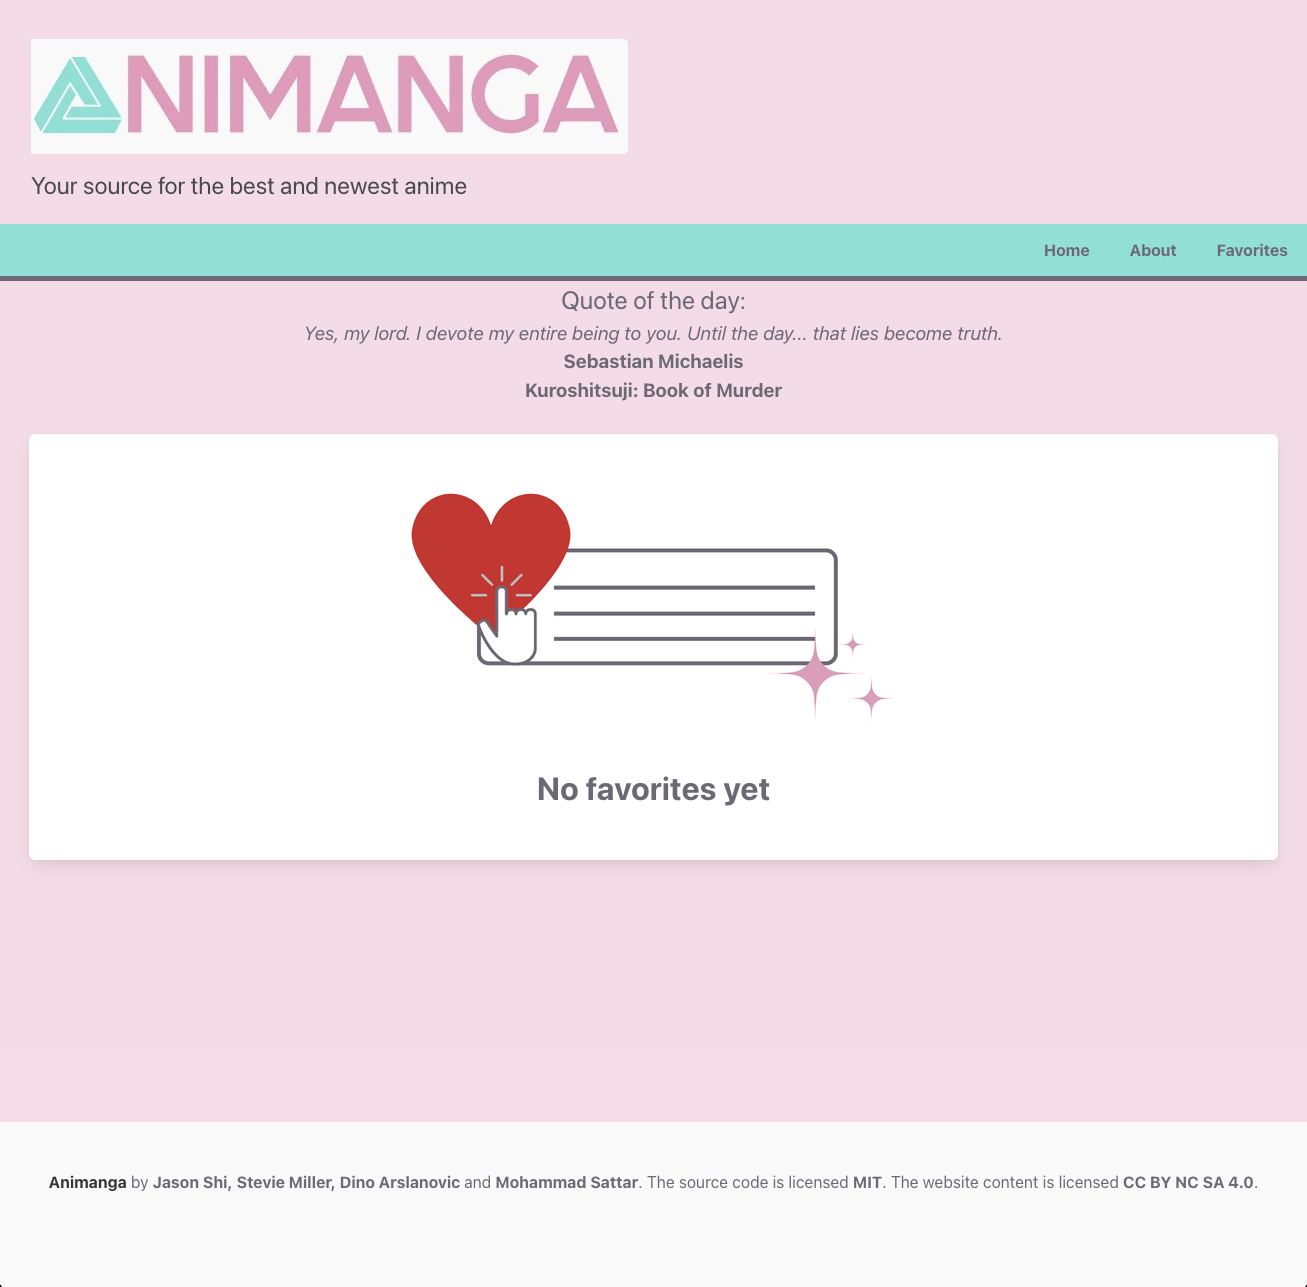 ANIMANGA
Your source for the best and newest anime
Home About Favorites
Quote of the day:
Yes, my lord. I devote my entire being to you. Until the day... that lies become truth.
Sebastian Michaelis
Kuroshitsuji: Book of Murder
No favorites yet
Animanga by Jason Shi, Stevie Miller, Dino Arslanovic and Mohammad Sattar. The source code is licensed MIT. The website content is licensed CC BY NC SA 4.0.